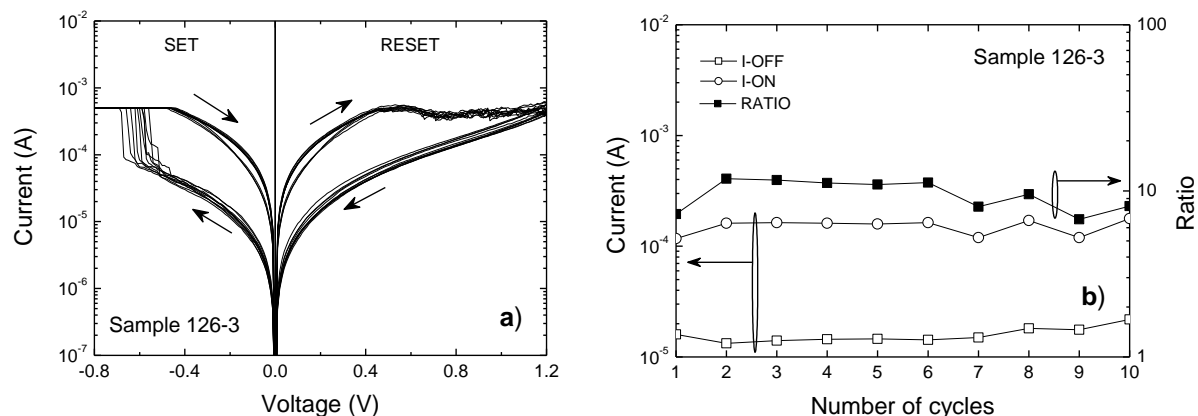 10^-2
10^-3
10^-4
10^-5
10^-6
10^-7
Current (A)
SET
RESET
Sample 126-3
a)
-0.8
-0.4
0.0
0.4
0.8
1.2
Voltage (V)
10^-2
10^-3
10^-4
10^-5
Current (A)
I-OFF
I-ON
RATIO
Sample 126-3
b)
100
10
1
Ratio
1
2
3
4
5
6
7
8
9
10
Number of cycles